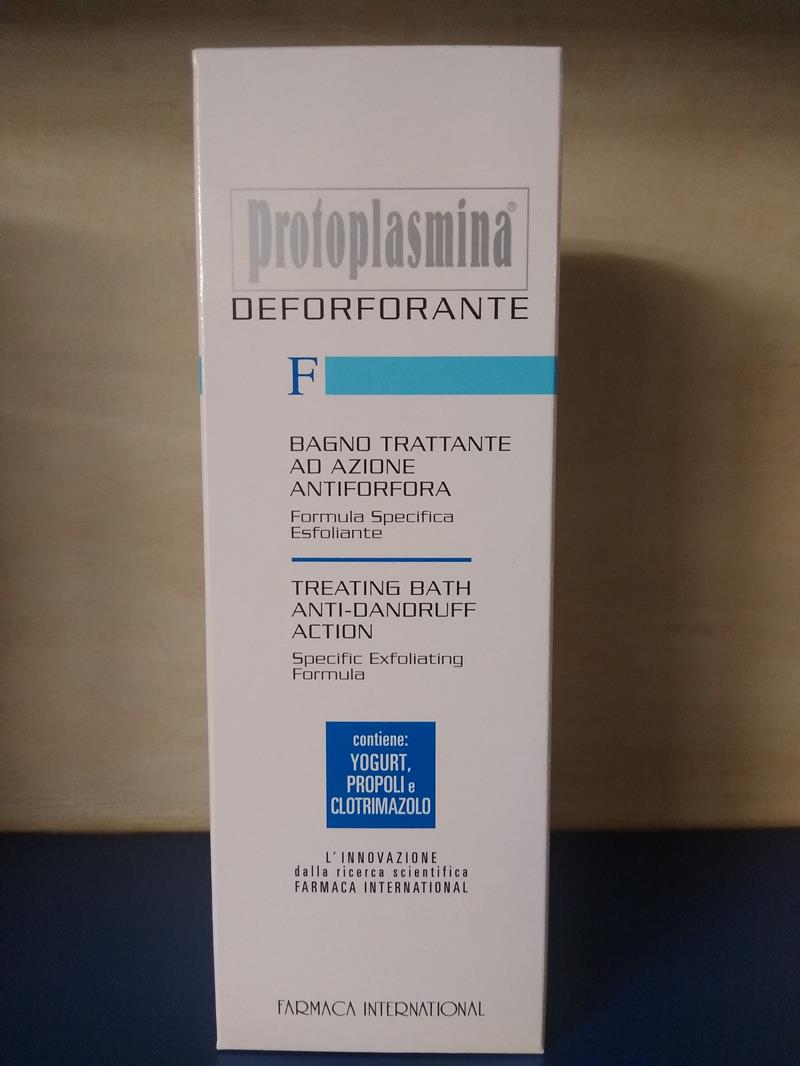 Protoplasmina®
DEFORFORANTE
F
BAGNO TRATTANTE
AD AZIONE
ANTIFORFORA
Formula Specifica
Esfoliante
TREATING BATH
ANTI-DANDRUFF
ACTION
Specific Exfoliating
Formula
contiene:
YOGURT,
PROPOLI e
CLOTRIMAZOLO
L'INNOVAZIONE
dalla ricerca scientifica
FARMACA INTERNATIONAL
FARMACA INTERNATIONAL